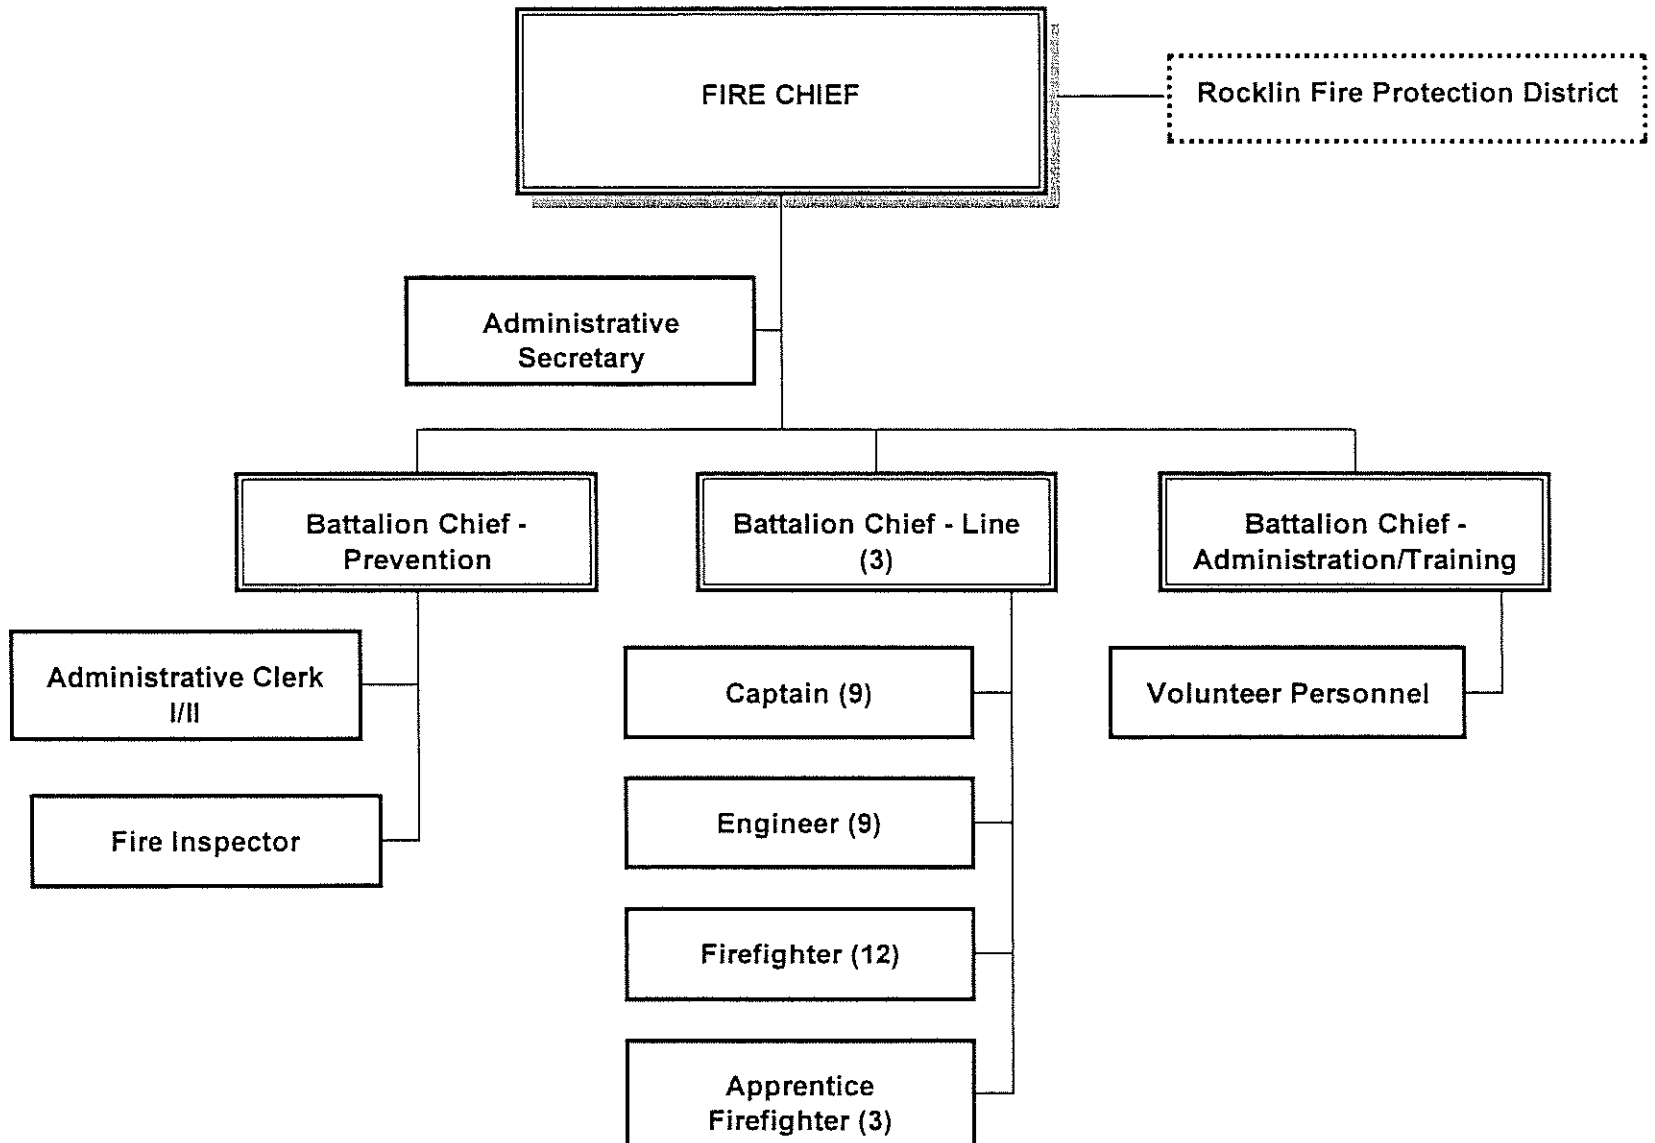 FIRE CHIEF
Rocklin Fire Protection District
Administrative
Secretary
Battalion Chief -
Prevention
Battalion Chief - Line
(3)
Battalion Chief -
Administration/Training
Administrative Clerk
I/II
Fire Inspector
Captain (9)
Engineer (9)
Firefighter (12)
Apprentice
Firefighter (3)
Volunteer Personnel